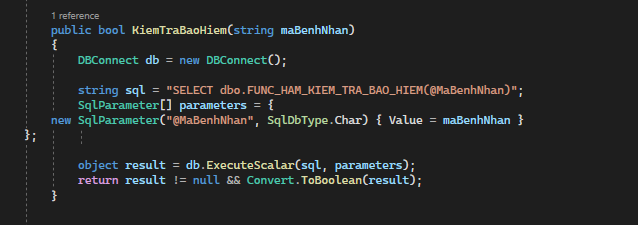 1 reference
public bool KiemTraBaoHiem(string maBenhNhan)
{
DBConnect db = new DBConnect();
string sql = "SELECT dbo.FUNC_HAM_KIEM_TRA_BAO_HIEM(@MaBenhNhan)";
SqlParameter[] parameters = {
new SqlParameter("@MaBenhNhan", SqlDbType.Char) { Value = maBenhNhan }
};
object result = db.ExecuteScalar(sql, parameters);
return result != null && Convert.ToBoolean(result);
}